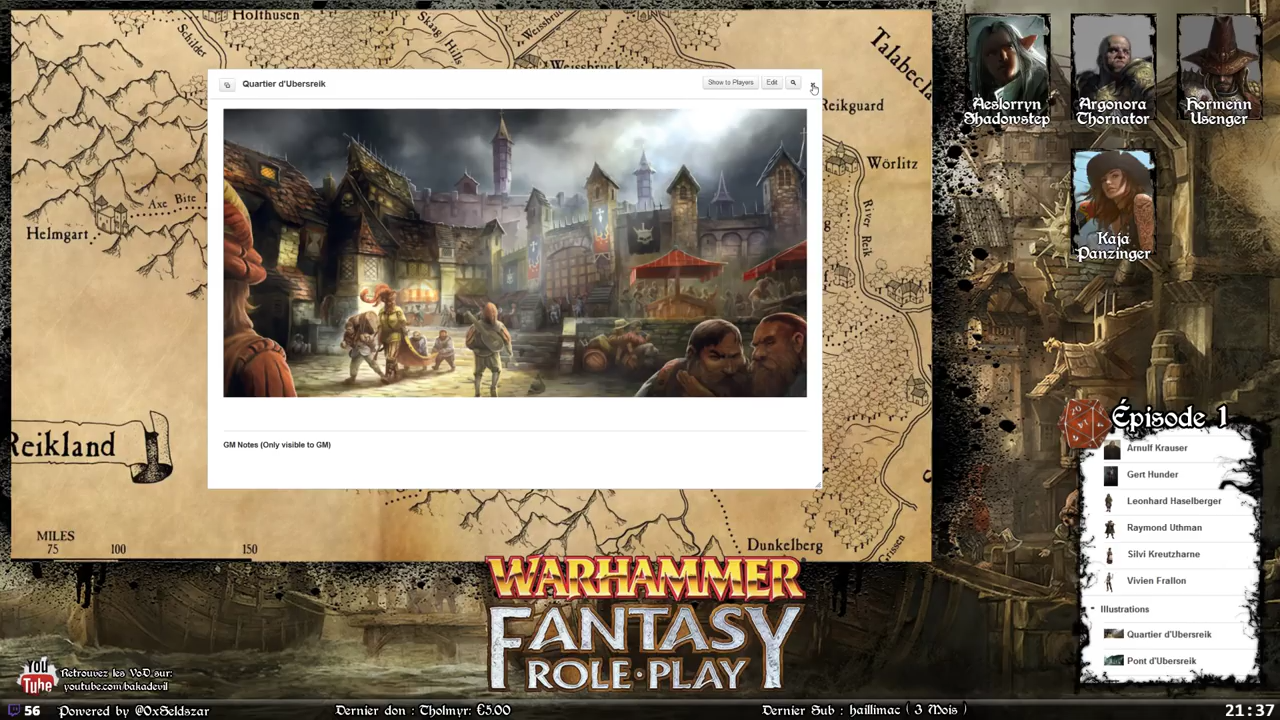 Holthusen
Schilder
Skaag Hills
Weissbruck
Talabecla
Quartier d'Ubersreik
Show to Players
Edit
Reikguard
Wörlitz
River Reik
Axe Bite
Helmgart
Reikland
GM Notes (Only visible to GM)
MILES
75 100 150
Dunkelberg
Aeslorryn
Shadowstep
Argonora
Thornator
Hormenn
Usenger
Kaja
Panzinger
Épisode 1
Arnulf Krauser
Gert Hunder
Leonhard Haselberger
Raymond Uthman
Silvi Kreutzharne
Vivien Frallon
Illustrations
Quartier d'Ubersreik
Pont d'Ubersreik
WARHAMMER
FANTASY
ROLE·PLAY
You
Tube
Retrouvez les VoD sur:
youtube.com/bakadevil
56
Powered by @0xSeldszar
Dernier don : Tholmyr: €5.00
Dernier Sub : haillimac ( 3 Mois )
21:37